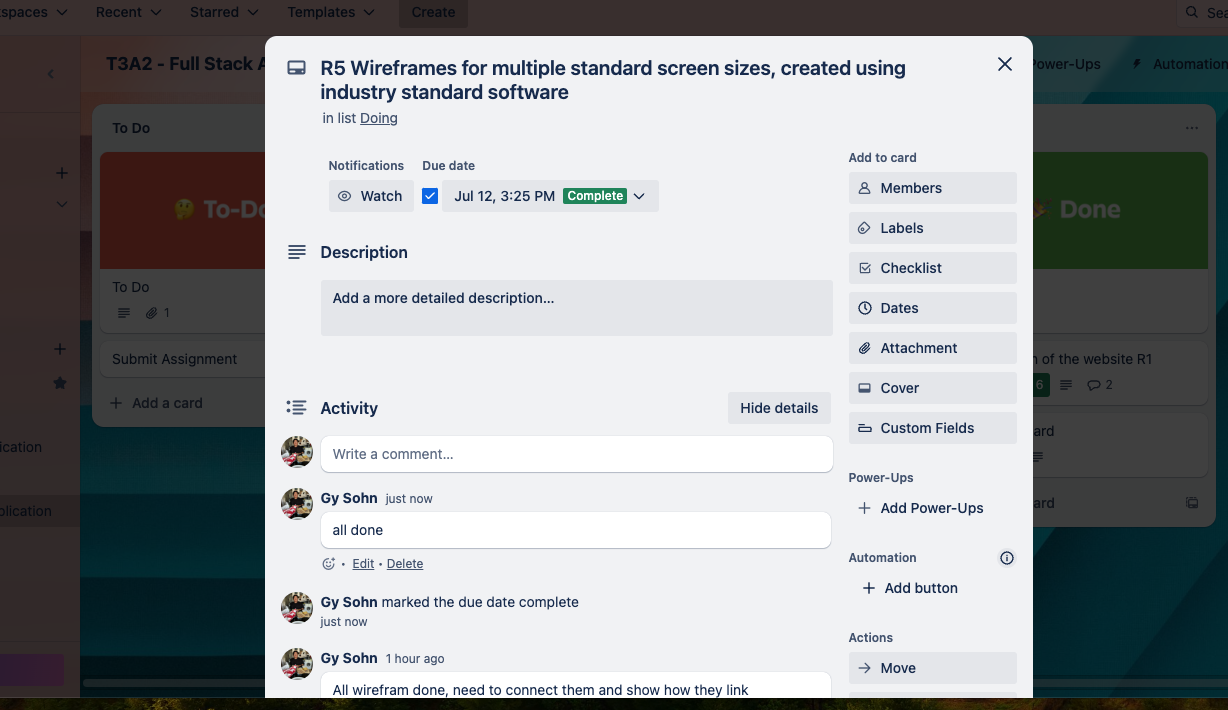 spaces
Recent
Starred
Templates
Create
Sea
T3A2 - Full Stack A
Power-Ups
Automation
R5 Wireframes for multiple standard screen sizes, created using
industry standard software
in list Doing
Notifications
Due date
Watch
Jul 12, 3:25 PM Complete
Description
Add a more detailed description...
Activity
Hide details
Write a comment...
Gy Sohn just now
all done
• Edit • Delete
Gy Sohn marked the due date complete
just now
Gy Sohn 1 hour ago
All wirefram done, need to connect them and show how they link
Add to card
Members
Labels
Checklist
Dates
Attachment
Cover
Custom Fields
Power-Ups
Add Power-Ups
Automation
Add button
Actions
Move
To Do
To-Do
To Do
1
Submit Assignment
Add a card
ication
plication
Done
n of the website R1
6
2
ard
ard